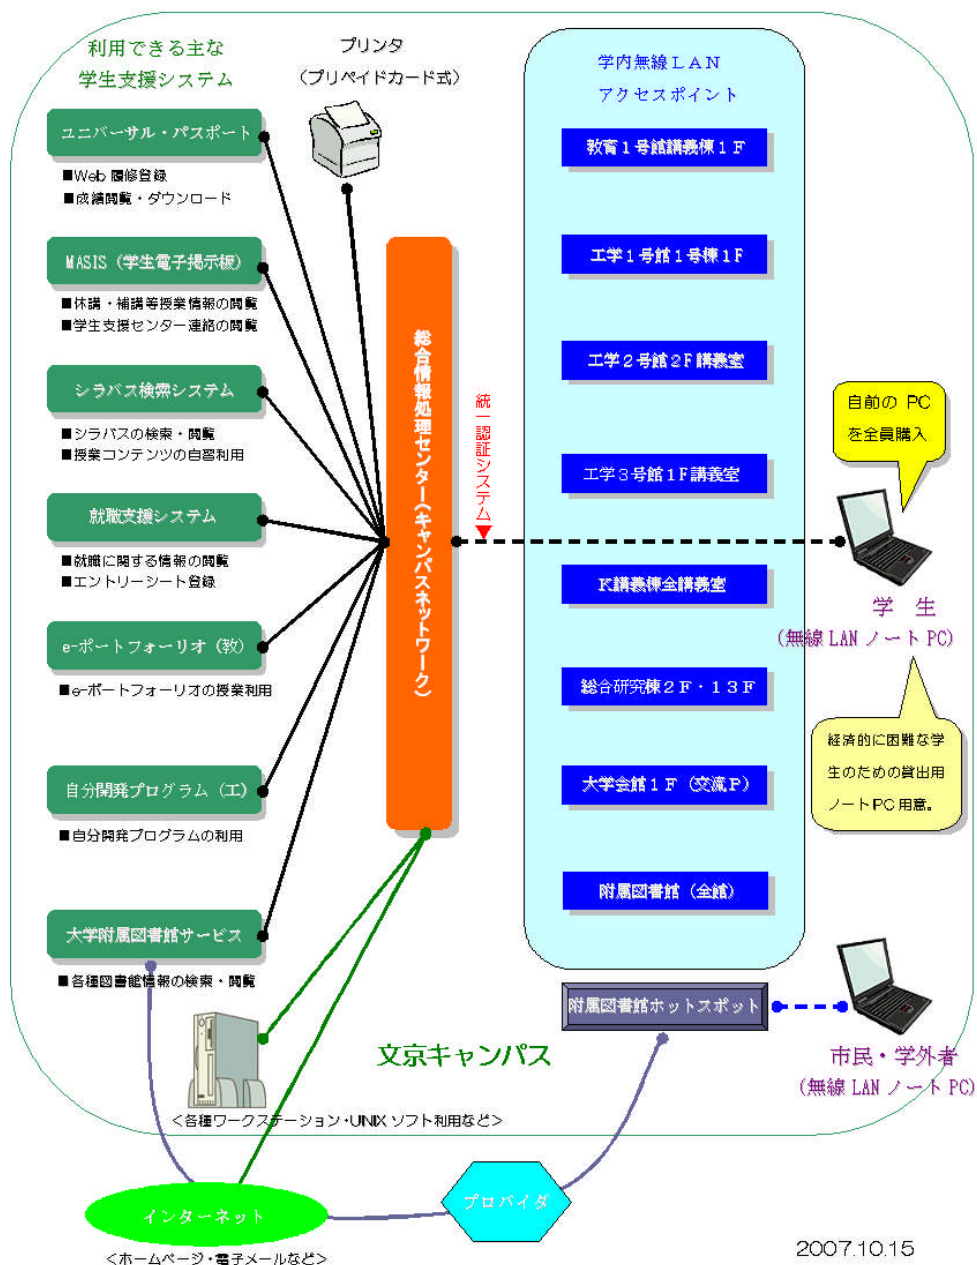 利用できる主な
学生支援システム
プリンタ
(プリペイドカード式)
学内無線LAN
アクセスポイント
ユニバーサル・パスポート
■Web 履修登録
■成績閲覧・ダウンロード
MASIS (学生電子掲示板)
■休講・補講等授業情報の閲覧
■学生支援センター連絡の閲覧
シラバス検索システム
■シラバスの検索・閲覧
■授業コンテンツの自習利用
就職支援システム
■就職に関する情報の閲覧
■エントリーシート登録
e-ポートフォーリオ (教)
■e-ポートフォーリオの授業利用
自分開発プログラム (工)
■自分開発プログラムの利用
大学附属図書館サービス
■各種図書館情報の検索・閲覧
総合情報処理センター(キャンパスネットワーク)
統一認証システム
教育1号館講義棟1F
工学1号館1号棟1F
工学2号館2F講義室
工学3号館1F講義室
K講義棟全講義室
総合研究棟2F・13F
大学会館1F (交流P)
附属図書館 (全館)
自前の PC
を全員購入
学 生
(無線 LAN ノート PC)
経済的に困難な学
生のための貸出用
ノートPC 用意。
附属図書館ホットスポット
市民・学外者
(無線 LAN ノート PC)
文京キャンパス
<各種ワークステーション・UNIX ソフト利用など>
プロバイダ
インターネット
<ホームページ・電子メールなど>
2007.10.15